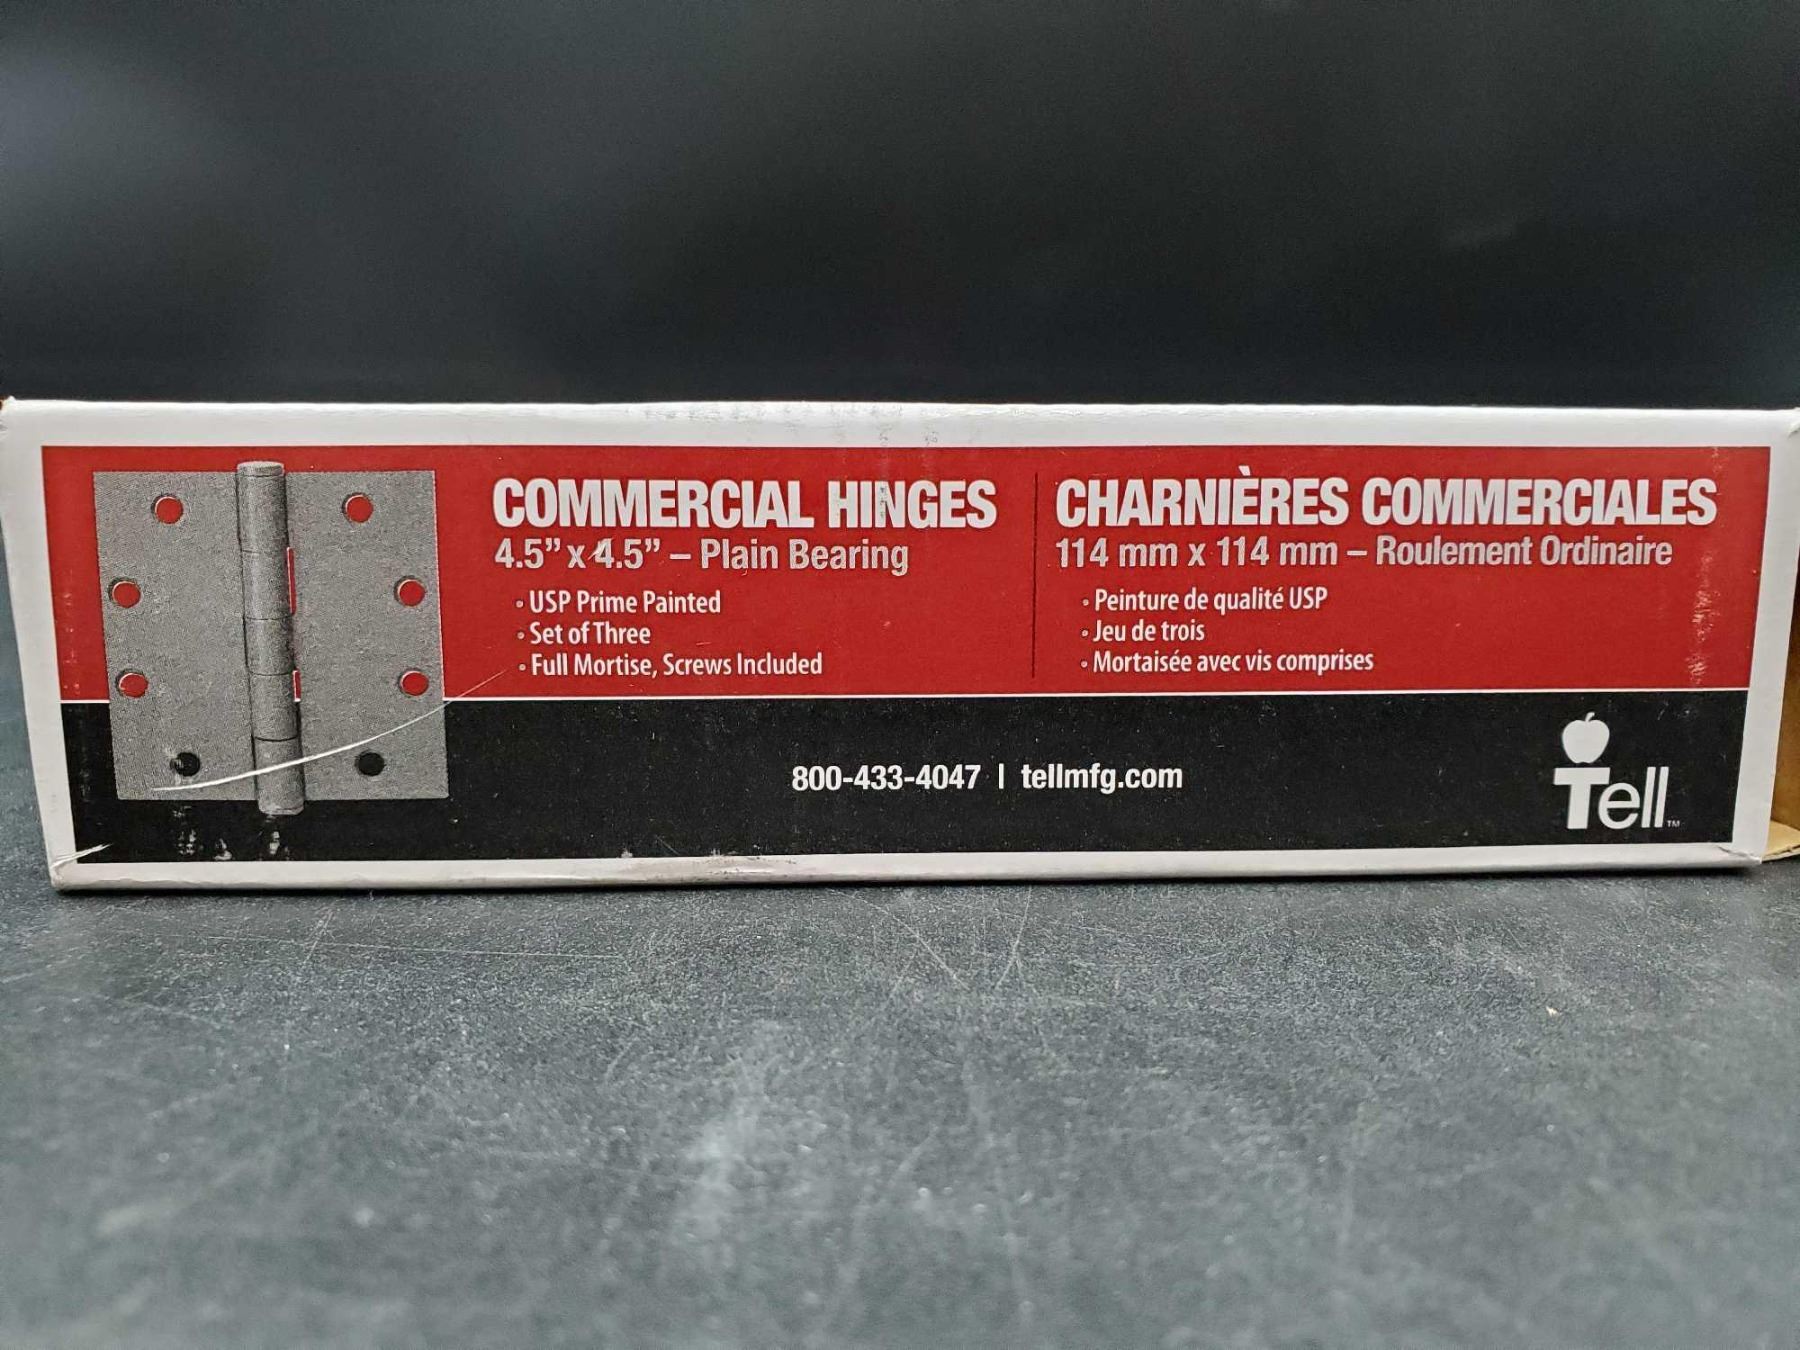 COMMERCIAL HINGES
4.5” x 4.5” – Plain Bearing
• USP Prime Painted
• Set of Three
• Full Mortise, Screws Included
CHARNIÈRES COMMERCIALES
114 mm x 114 mm – Roulement Ordinaire
• Peinture de qualité USP
• Jeu de trois
• Mortaisée avec vis comprises
800-433-4047 | tellmfg.com
Tell™